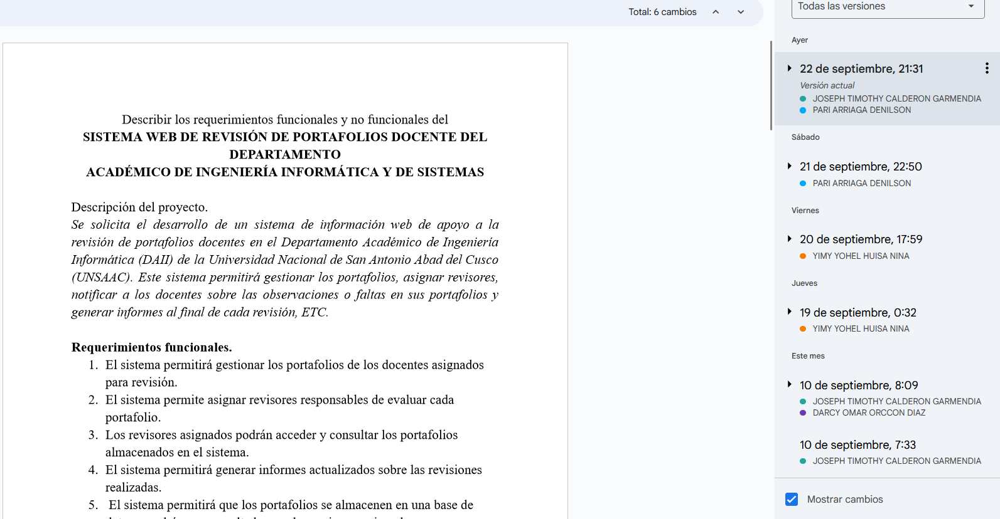 Total: 6 cambios
Describir los requerimientos funcionales y no funcionales del
SISTEMA WEB DE REVISIÓN DE PORTAFOLIOS DOCENTE DEL
DEPARTAMENTO
ACADÉMICO DE INGENIERÍA INFORMÁTICA Y DE SISTEMAS
Descripción del proyecto.
Se solicita el desarrollo de un sistema de información web de apoyo a la
revisión de portafolios docentes en el Departamento Académico de Ingeniería
Informática (DAII) de la Universidad Nacional de San Antonio Abad del Cusco
(UNSAAC). Este sistema permitirá gestionar los portafolios, asignar revisores,
notificar a los docentes sobre las observaciones o faltas en sus portafolios y
generar informes al final de cada revisión, ETC.
Requerimientos funcionales.
1. El sistema permitirá gestionar los portafolios de los docentes asignados
para revisión.
2. El sistema permite asignar revisores responsables de evaluar cada
portafolio.
3. Los revisores asignados podrán acceder y consultar los portafolios
almacenados en el sistema.
4. El sistema permitirá generar informes actualizados sobre las revisiones
realizadas.
5. El sistema permitirá que los portafolios se almacenen en una base de
Todas las versiones
Ayer
22 de septiembre, 21:31
Versión actual
JOSEPH TIMOTHY CALDERON GARMENDIA
PARI ARRIAGA DENILSON
Sábado
21 de septiembre, 22:50
PARI ARRIAGA DENILSON
Viernes
20 de septiembre, 17:59
YIMY YOHEL HUISA NINA
Jueves
19 de septiembre, 0:32
YIMY YOHEL HUISA NINA
Este mes
10 de septiembre, 8:09
JOSEPH TIMOTHY CALDERON GARMENDIA
DARCY OMAR ORCCON DIAZ
10 de septiembre, 7:33
JOSEPH TIMOTHY CALDERON GARMENDIA
Mostrar cambios